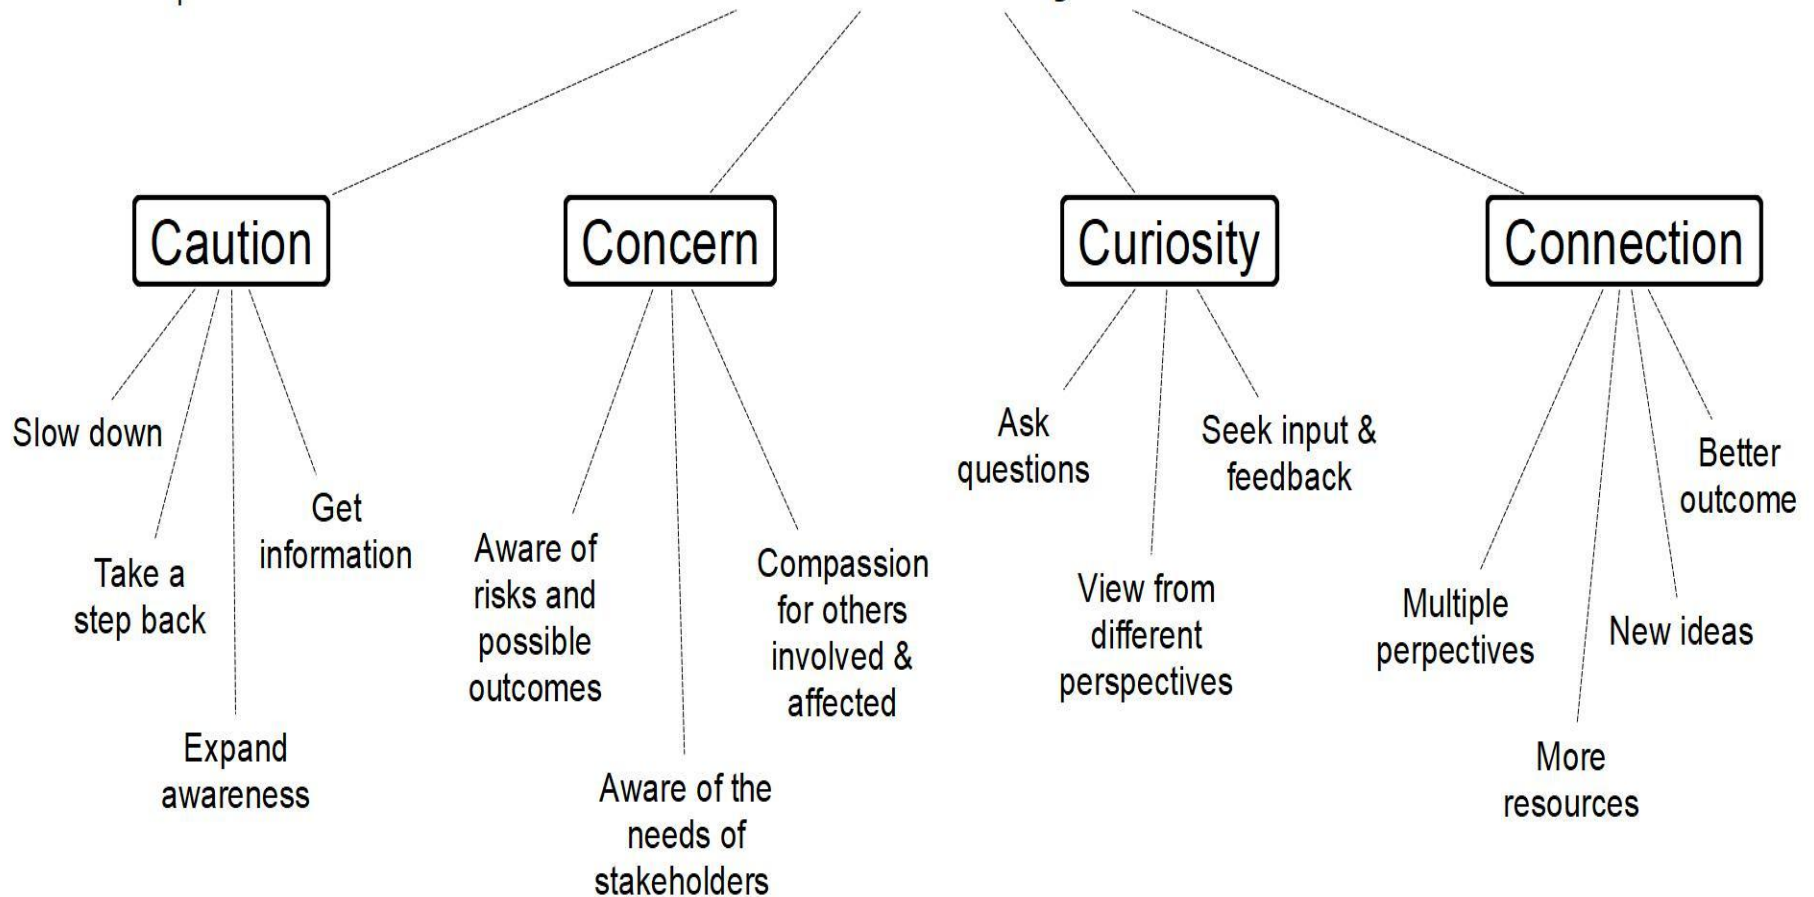 Caution
Concern
Curiosity
Connection
Slow down
Take a
step back
Expand
awareness
Get
information
Aware of
risks and
possible
outcomes
Aware of the
needs of
stakeholders
Compassion
for others
involved &
affected
Ask
questions
View from
different
perspectives
Seek input &
feedback
Multiple
perpectives
More
resources
New ideas
Better
outcome